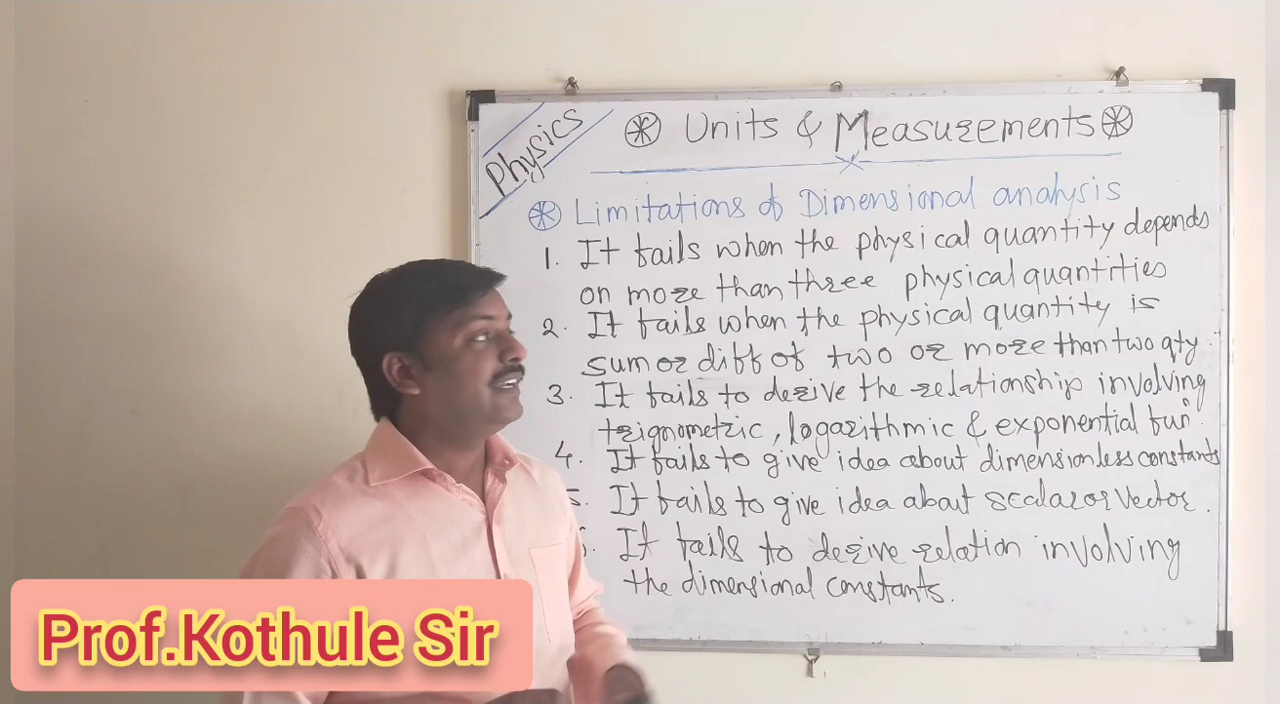 Physics
Units & Measurements
Limitations of Dimensional analysis
1. It fails when the physical quantity depends
on more than three physical quantities
2. It fails when the physical quantity is
sum or diff of two or more than two qty.
3. It fails to derive the relationship involving
trignometric, logarithmic & exponential funⁿ
4. It fails to give idea about dimensionless constants
5. It fails to give idea about scalar or vector.
6. It fails to derive relation involving
the dimensional constants.
Prof.Kothule Sir